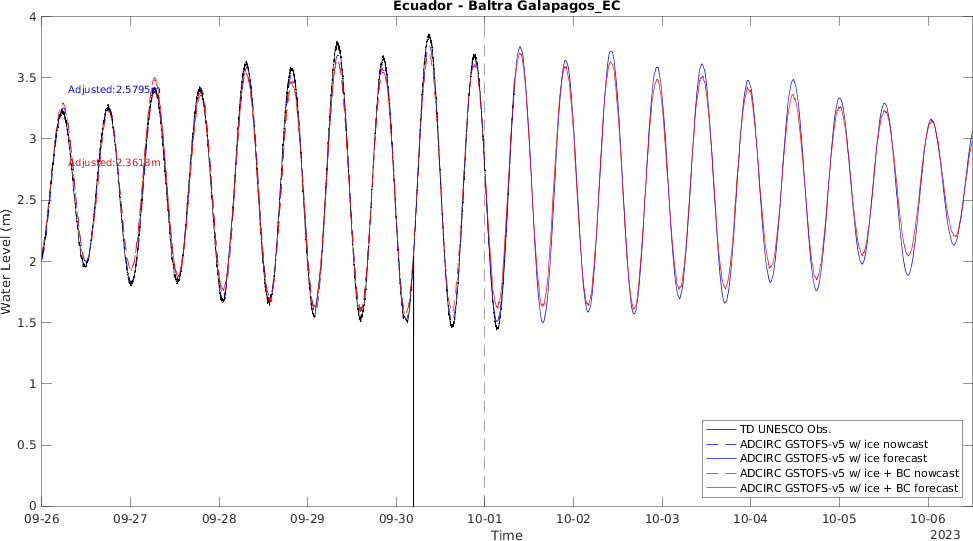 Ecuador - Baltra Galapagos_EC
4
3.5
3
2.5
2
1.5
1
0.5
0
Water Level (m)
Adjusted:2.5795m
Adjusted:2.3618m
TD UNESCO Obs.
ADCIRC GSTOFS-v5 w/ ice nowcast
ADCIRC GSTOFS-v5 w/ ice forecast
ADCIRC GSTOFS-v5 w/ ice + BC nowcast
ADCIRC GSTOFS-v5 w/ ice + BC forecast
09-26 09-27 09-28 09-29 09-30 10-01 10-02 10-03 10-04 10-05 10-06
2023
Time